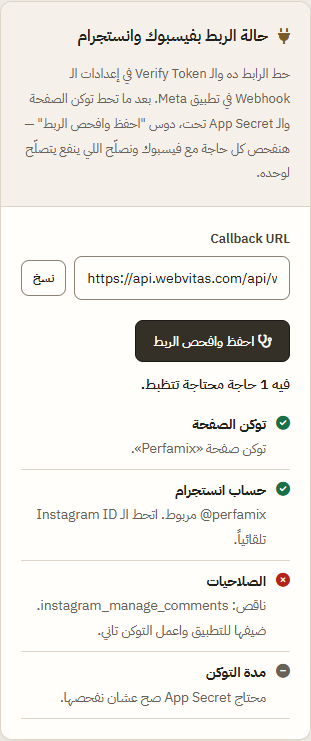 حالة الربط بفيسبوك وانستجرام
حط الرابط ده والـ Verify Token في إعدادات الـ
Webhook في تطبيق Meta. بعد ما تحط توكن الصفحة
والـ App Secret تحت، دوس "احفظ وافحص الربط" —
هنفحص كل حاجة مع فيسبوك ونصلّح اللي ينفع يتصلّح
لوحده.
Callback URL
https://api.webvitas.com/api/v
نسخ
احفظ وافحص الربط
فيه 1 حاجة محتاجة تتظبط.
توكن الصفحة
توكن صفحة «Perfamix».
حساب انستجرام
@perfamix مربوط. اتحط الـ Instagram ID
تلقائياً.
الصلاحيات
ناقص: instagram_manage_comments.
ضيفها للتطبيق واعمل التوكن تاني.
مدة التوكن
محتاج App Secret صح عشان نفحصها.